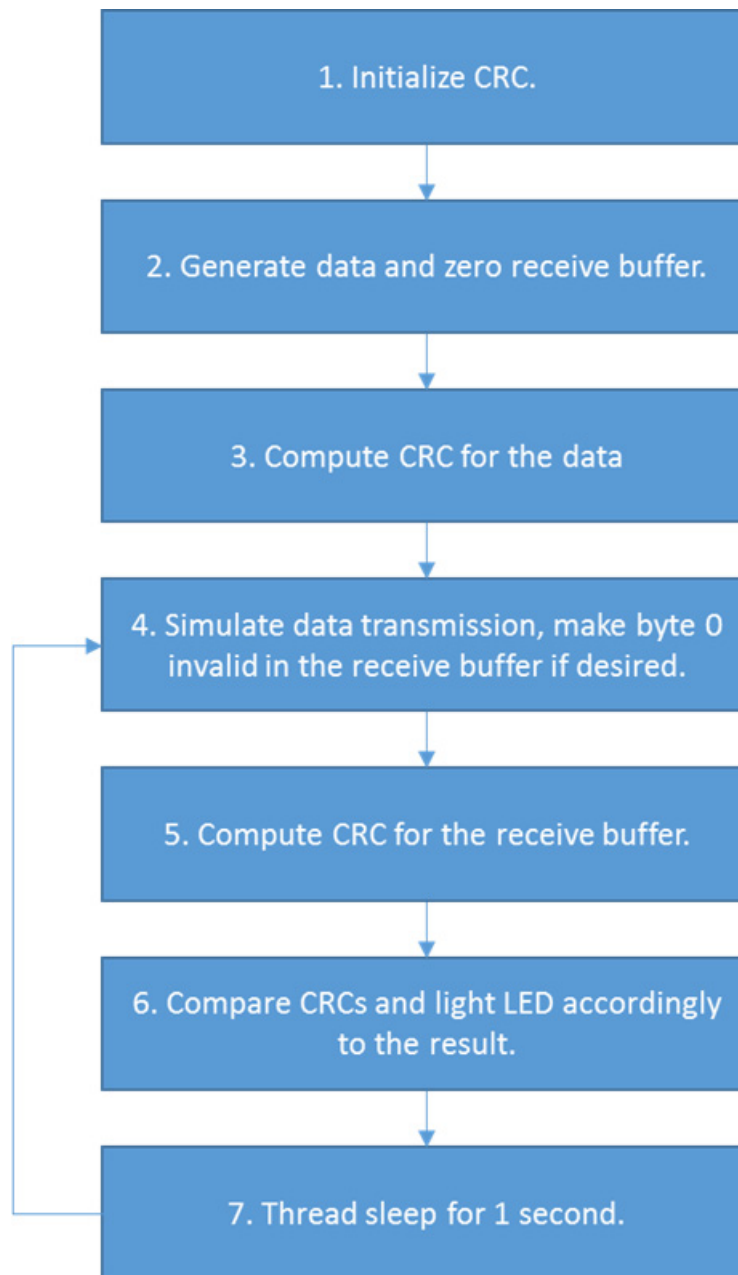 1. Initialize CRC.
2. Generate data and zero receive buffer.
3. Compute CRC for the data
4. Simulate data transmission, make byte 0
invalid in the receive buffer if desired.
5. Compute CRC for the receive buffer.
6. Compare CRCs and light LED accordingly
to the result.
7. Thread sleep for 1 second.